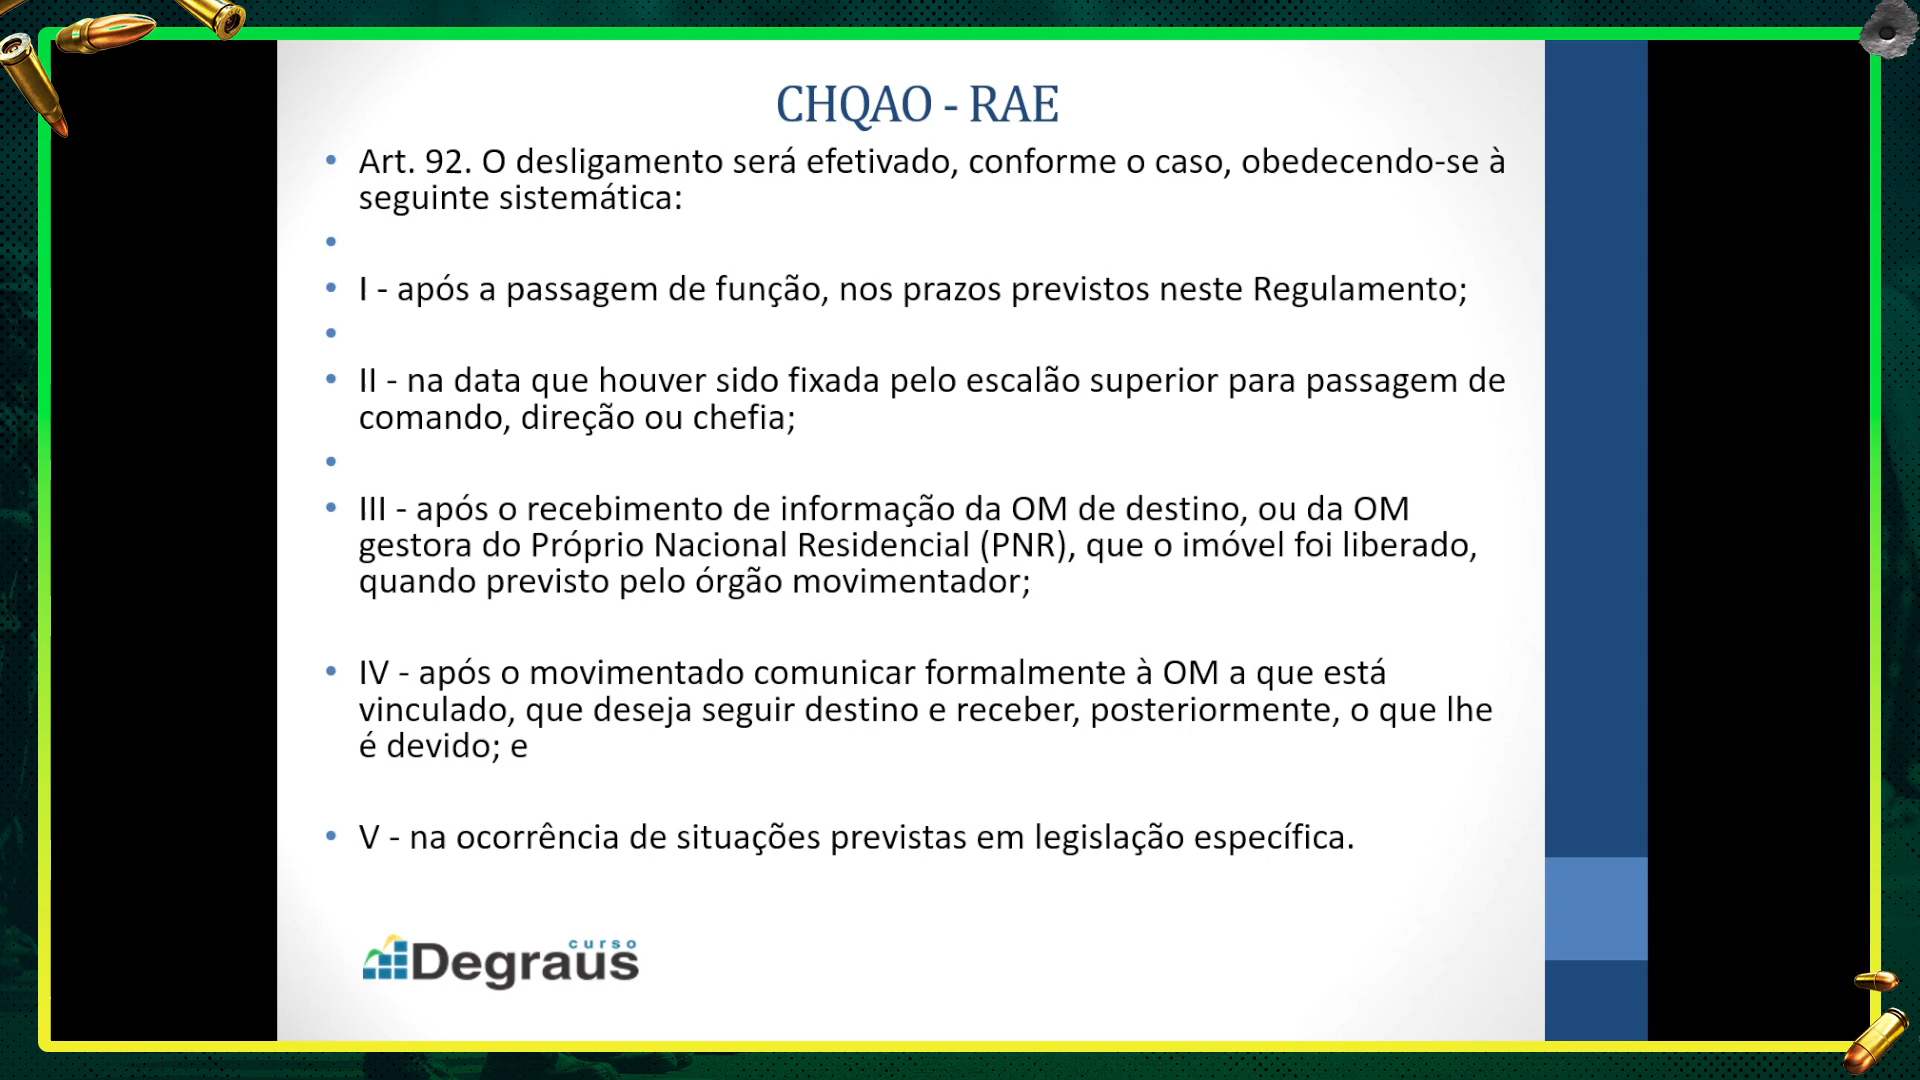 CHQAO - RAE
• Art. 92. O desligamento será efetivado, conforme o caso, obedecendo-se à
seguinte sistemática:
•
• I - após a passagem de função, nos prazos previstos neste Regulamento;
•
• II - na data que houver sido fixada pelo escalão superior para passagem de
comando, direção ou chefia;
•
• III - após o recebimento de informação da OM de destino, ou da OM
gestora do Próprio Nacional Residencial (PNR), que o imóvel foi liberado,
quando previsto pelo órgão movimentador;
• IV - após o movimentado comunicar formalmente à OM a que está
vinculado, que deseja seguir destino e receber, posteriormente, o que lhe
é devido; e
• V - na ocorrência de situações previstas em legislação específica.
curso
Degraus